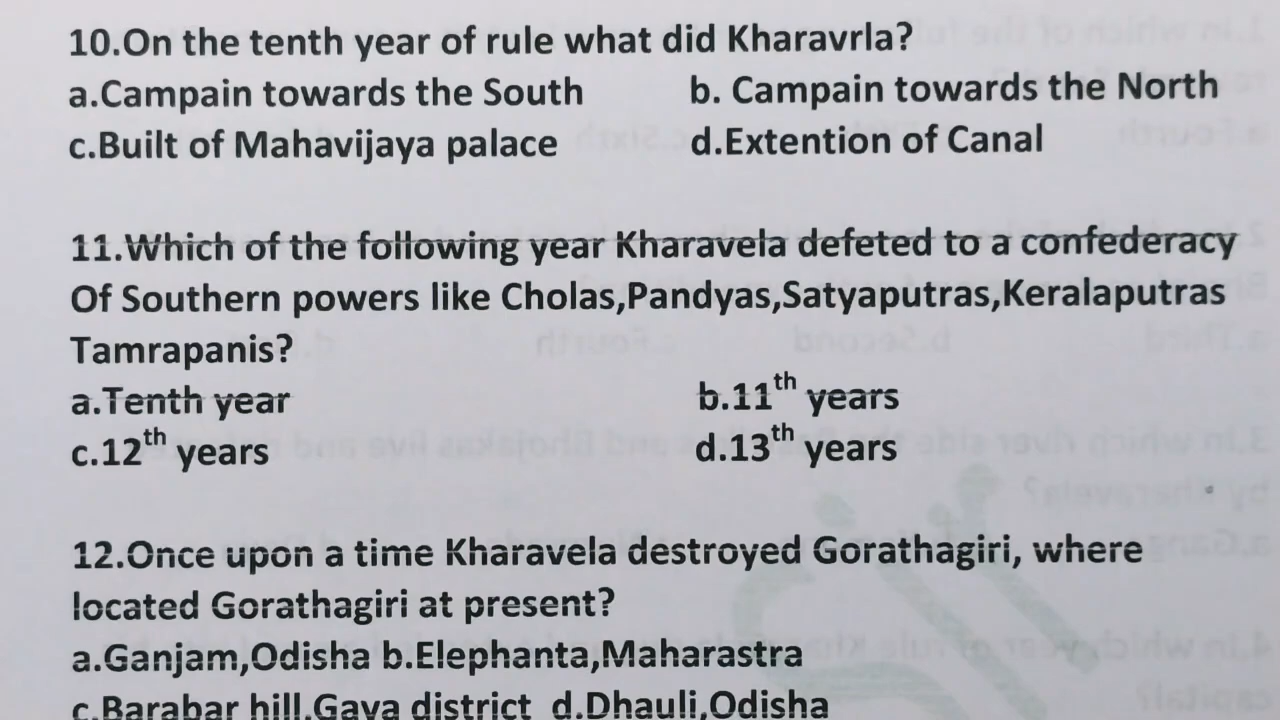 10.On the tenth year of rule what did Kharavrla?
a.Campain towards the South b. Campain towards the North
c.Built of Mahavijaya palace d.Extention of Canal
11.Which of the following year Kharavela defeted to a confederacy
Of Southern powers like Cholas,Pandyas,Satyaputras,Keralaputras
Tamrapanis?
a.Tenth year b.11th years
c.12th years d.13th years
12.Once upon a time Kharavela destroyed Gorathagiri, where
located Gorathagiri at present?
a.Ganjam,Odisha b.Elephanta,Maharastra
c.Barabar hill,Gaya district d.Dhauli,Odisha